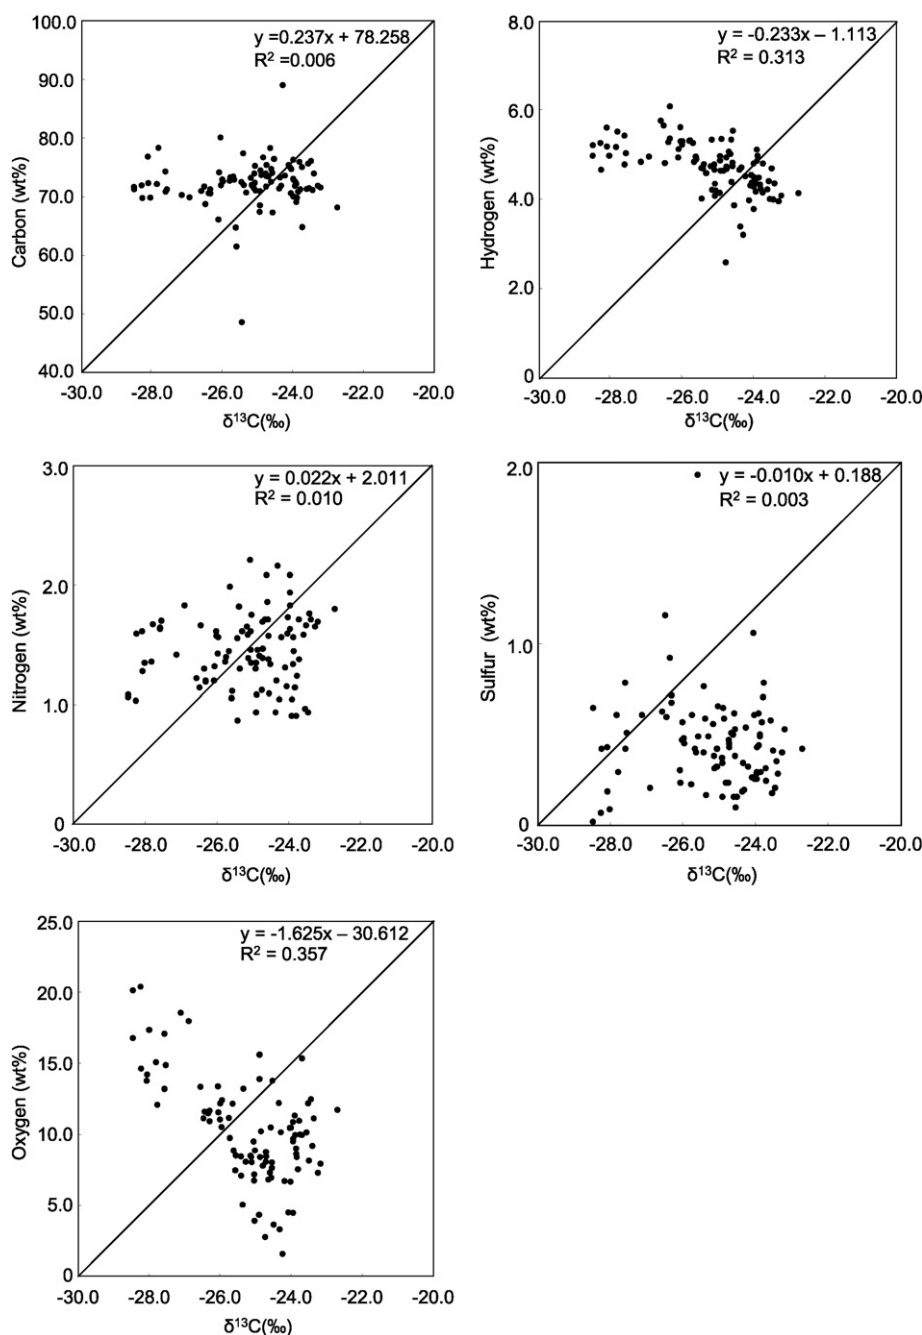 100.0
90.0
80.0
70.0
60.0
50.0
40.0
Carbon (wt%)
y =0.237x + 78.258
R² =0.006
-30.0 -28.0 -26.0 -24.0 -22.0 -20.0
δ¹³C(‰)
8.0
6.0
4.0
2.0
0
Hydrogen (wt%)
y = -0.233x – 1.113
R² = 0.313
-30.0 -28.0 -26.0 -24.0 -22.0 -20.0
δ¹³C(‰)
3.0
2.0
1.0
0
Nitrogen (wt%)
y = 0.022x + 2.011
R² = 0.010
-30.0 -28.0 -26.0 -24.0 -22.0 -20.0
δ¹³C(‰)
2.0
1.0
0
Sulfur (wt%)
y = -0.010x + 0.188
R² = 0.003
-30.0 -28.0 -26.0 -24.0 -22.0 -20.0
δ¹³C(‰)
25.0
20.0
15.0
10.0
5.0
0
Oxygen (wt%)
y = -1.625x – 30.612
R² = 0.357
-30.0 -28.0 -26.0 -24.0 -22.0 -20.0
δ¹³C(‰)